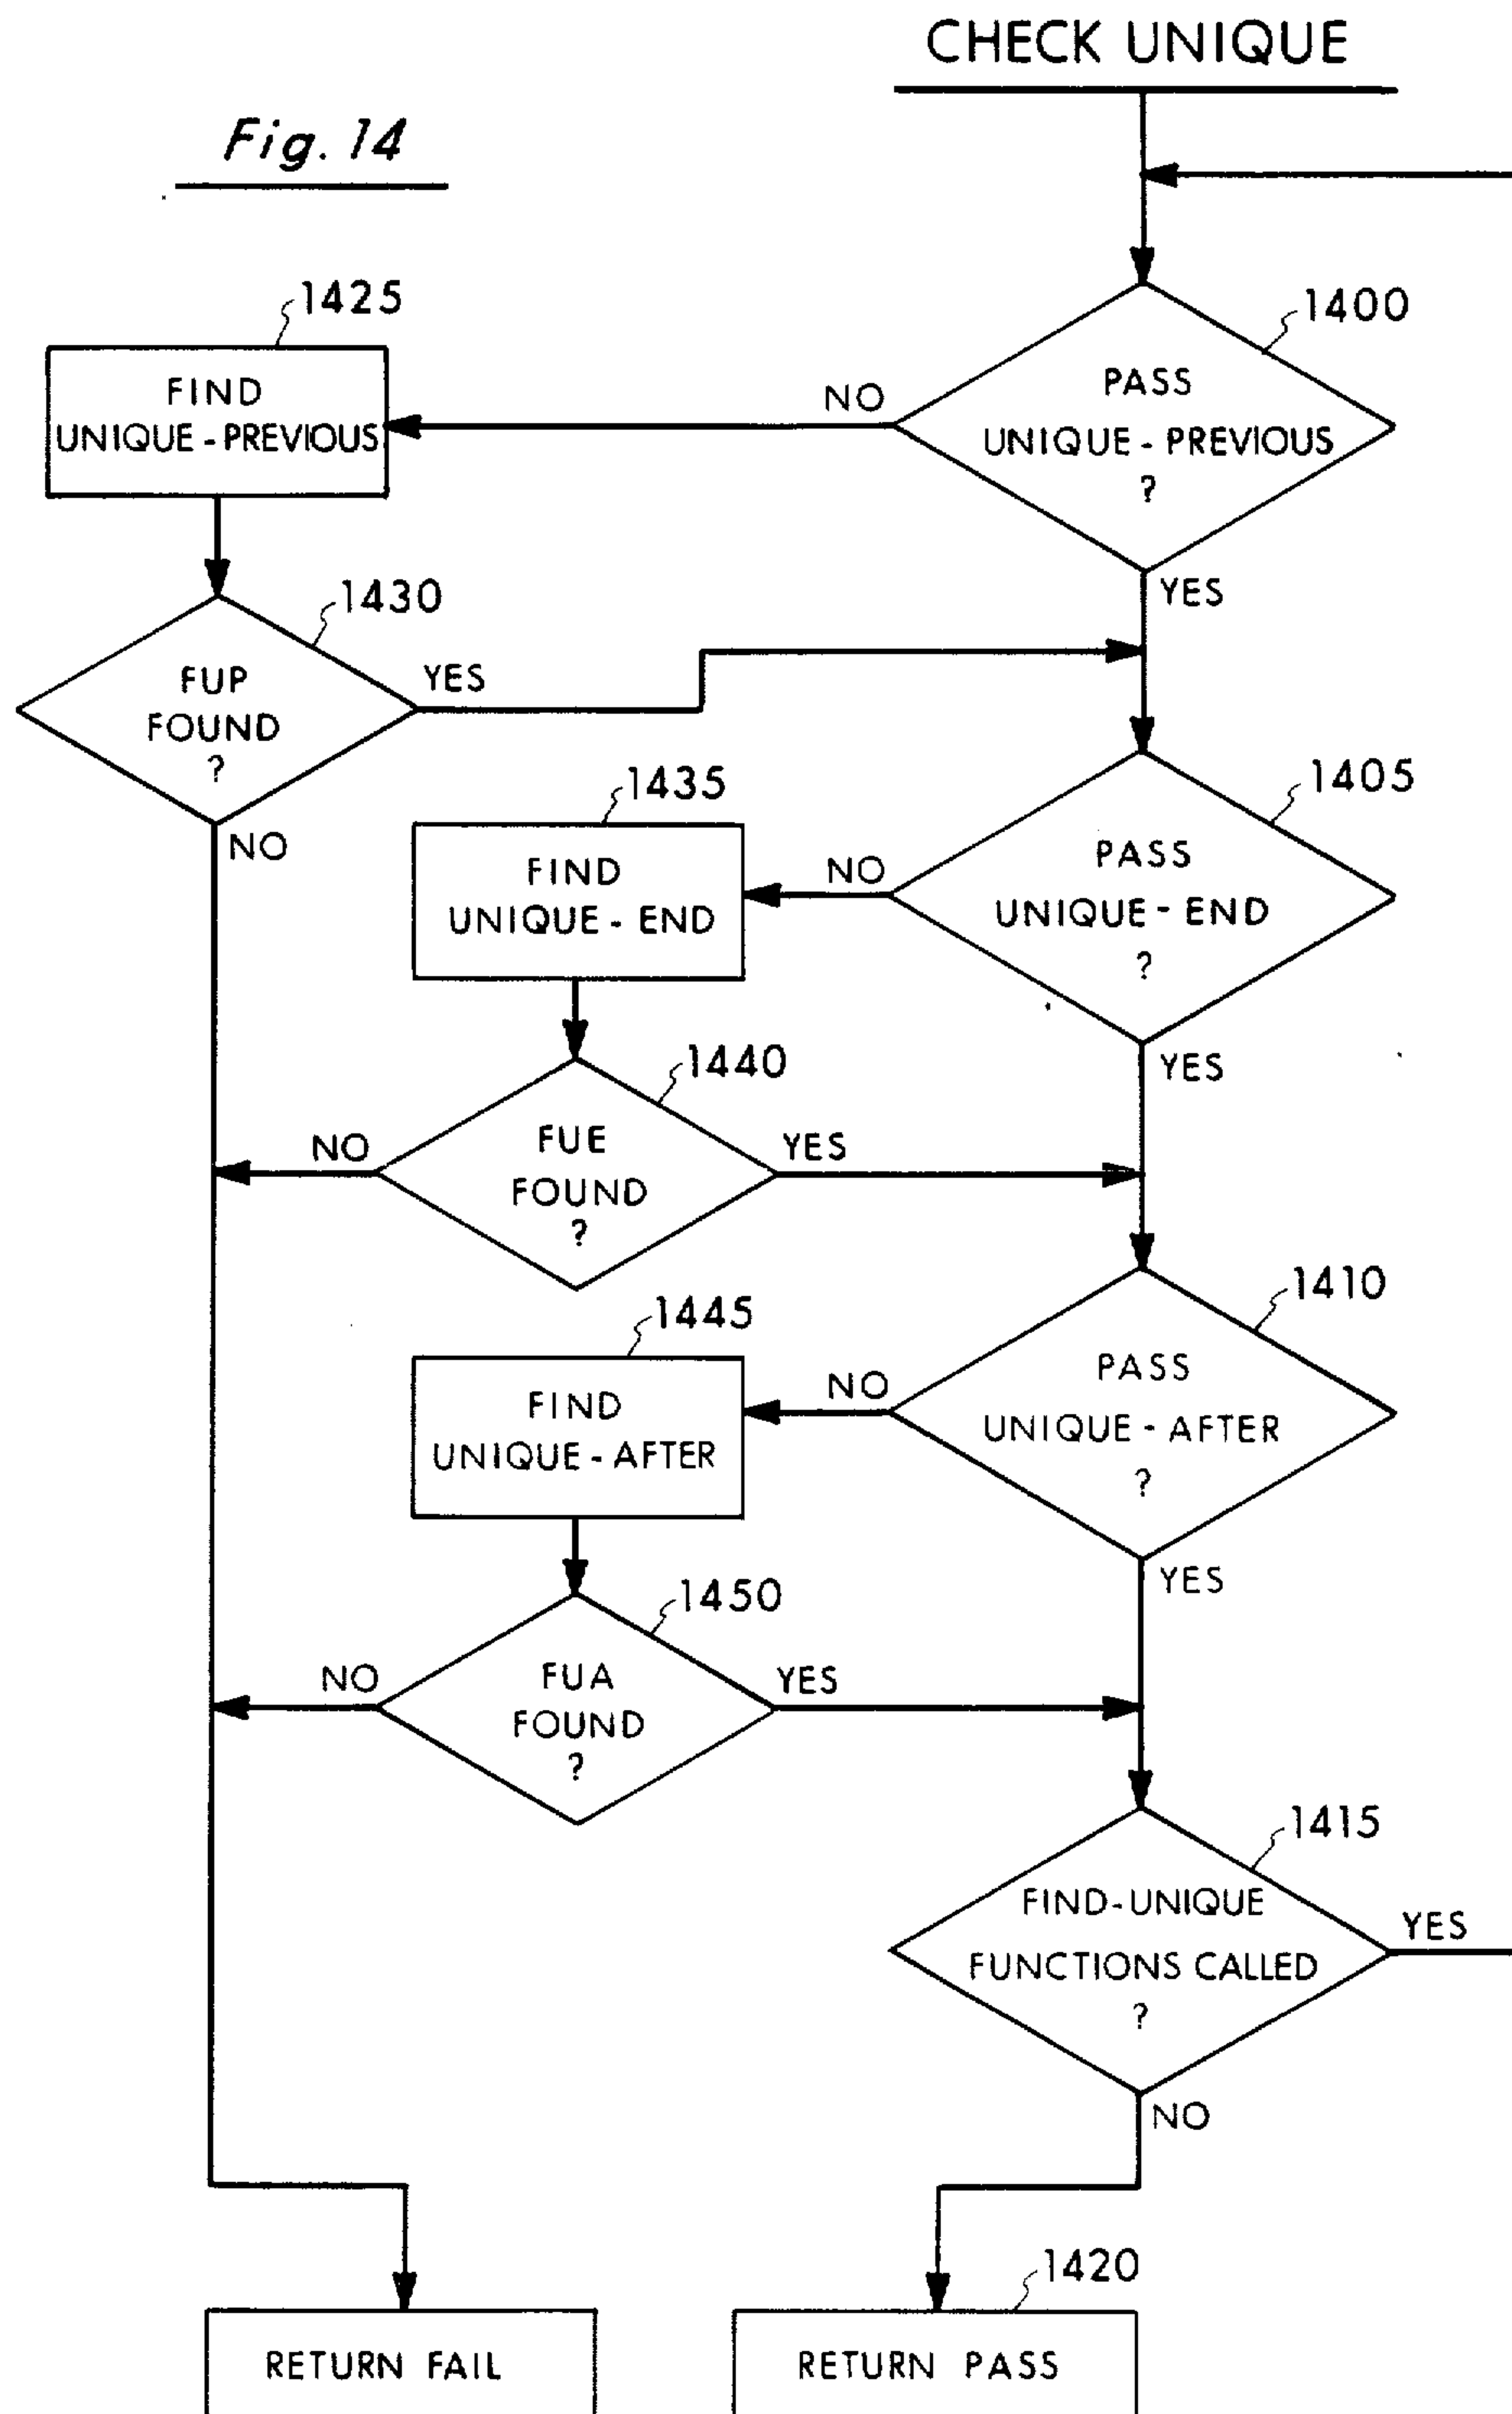 CHECK UNIQUE
Fig. 14
1425
1400
FIND
UNIQUE - PREVIOUS
NO
PASS
UNIQUE - PREVIOUS
?
YES
1430
FUP
FOUND
?
YES
NO
1435
1405
FIND
UNIQUE - END
NO
PASS
UNIQUE - END
?
YES
1440
NO
FUE
FOUND
?
YES
1445
1410
FIND
UNIQUE - AFTER
NO
PASS
UNIQUE - AFTER
?
YES
1450
NO
FUA
FOUND
?
YES
1415
FIND-UNIQUE
FUNCTIONS CALLED
?
YES
NO
1420
RETURN FAIL
RETURN PASS